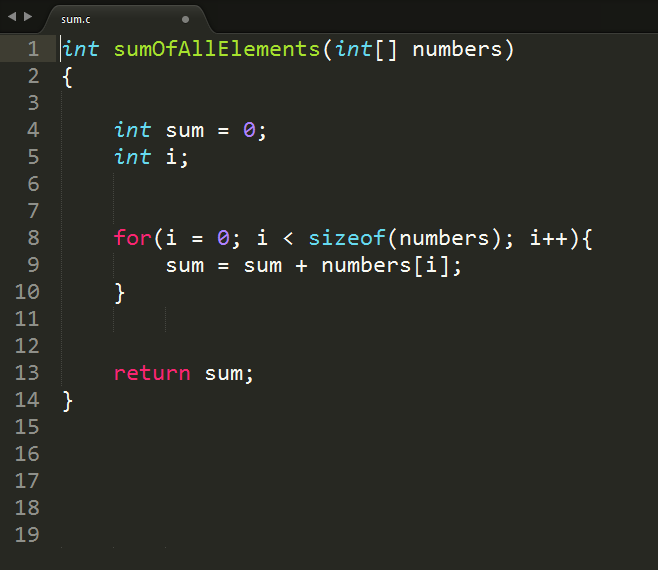 sum.c
1 int sumOfAllElements(int[] numbers)
2 {
3
4 int sum = 0;
5 int i;
6
7
8 for(i = 0; i < sizeof(numbers); i++){
9 sum = sum + numbers[i];
10 }
11
12
13 return sum;
14 }
15
16
17
18
19